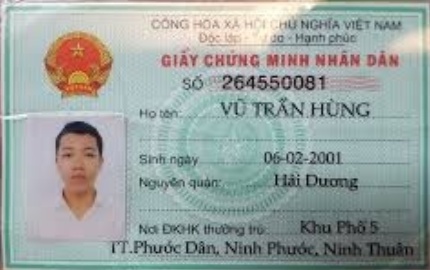 CỘNG HÒA XÃ HỘI CHỦ NGHĨA VIỆT NAM
Độc lập - Tự do - Hạnh phúc
GIẤY CHỨNG MINH NHÂN DÂN
SỐ 264550081
Họ tên: VŨ TRẦN HÙNG
Sinh ngày 06-02-2001
Nguyên quán: Hải Dương
Nơi ĐKHK thường trú: Khu Phố 5
TT.Phước Dân, Ninh Phước, Ninh Thuận